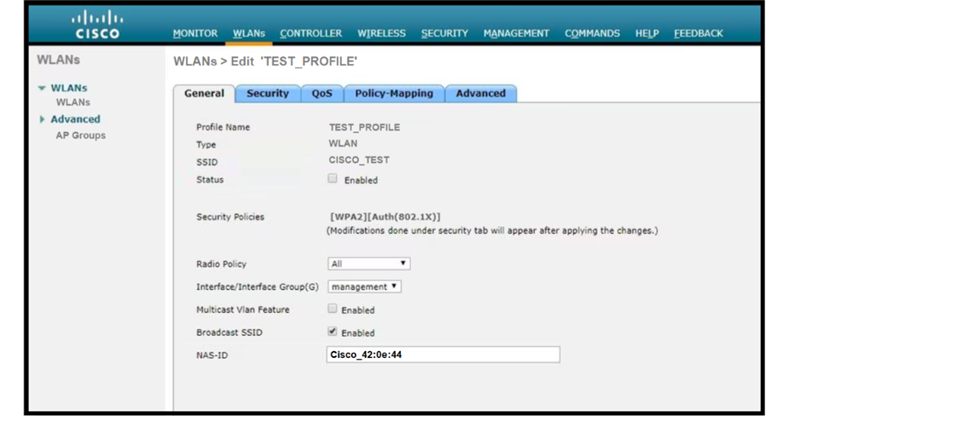 CISCO
MONITOR WLANs CONTROLLER WIRELESS SECURITY MANAGEMENT COMMANDS HELP FEEDBACK
WLANs
WLANs > Edit 'TEST_PROFILE'
WLANs
WLANs
Advanced
AP Groups
General Security QoS Policy-Mapping Advanced
Profile Name TEST_PROFILE
Type WLAN
SSID CISCO_TEST
Status Enabled
Security Policies [WPA2][Auth(802.1X)]
(Modifications done under security tab will appear after applying the changes.)
Radio Policy All
Interface/Interface Group(G) management
Multicast Vlan Feature Enabled
Broadcast SSID Enabled
NAS-ID Cisco_42:0e:44